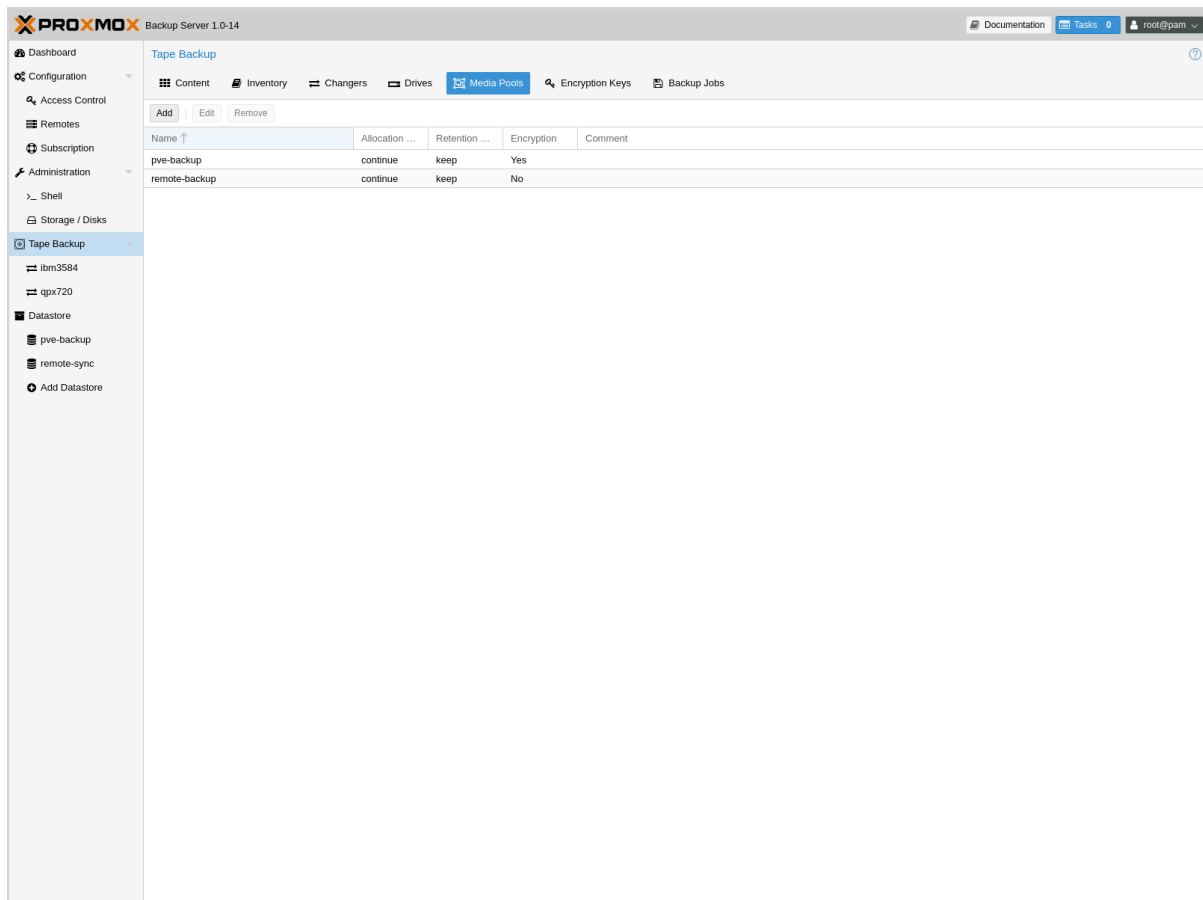 PROXMOX Backup Server 1.0-14 Documentation Tasks 0 root@pam
Dashboard
Configuration
Access Control
Remotes
Subscription
Administration
>_ Shell
Storage / Disks
Tape Backup
ibm3584
qpx720
Datastore
pve-backup
remote-sync
Add Datastore
Tape Backup ?
Content Inventory Changers Drives Media Pools Encryption Keys Backup Jobs
Add Edit Remove
Name Allocation ... Retention ... Encryption Comment
pve-backup continue keep Yes
remote-backup continue keep No